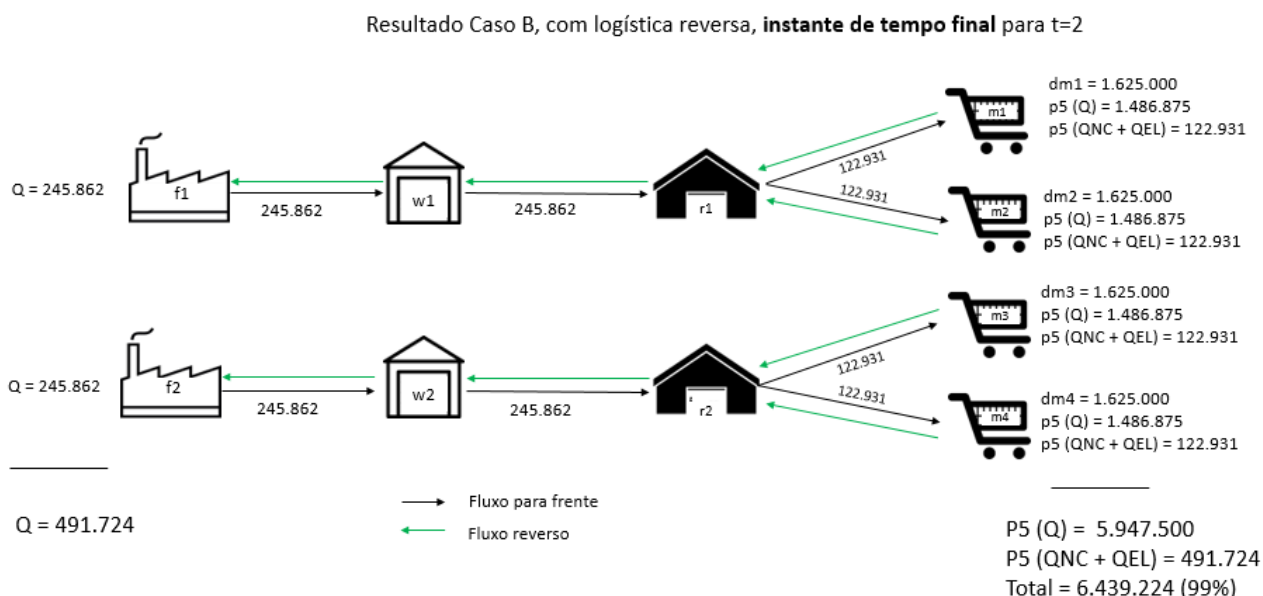 Resultado Caso B, com logística reversa, instante de tempo final para t=2
dm1 = 1.625.000
p5 (Q) = 1.486.875
p5 (QNC + QEL) = 122.931
m1
122.931
Q = 245.862
f1
245.862
w1
245.862
r1
122.931
m2
dm2 = 1.625.000
p5 (Q) = 1.486.875
p5 (QNC + QEL) = 122.931
dm3 = 1.625.000
p5 (Q) = 1.486.875
p5 (QNC + QEL) = 122.931
m3
122.931
Q = 245.862
f2
245.862
w2
245.862
r2
122.931
m4
dm4 = 1.625.000
p5 (Q) = 1.486.875
p5 (QNC + QEL) = 122.931
Q = 491.724
Fluxo para frente
Fluxo reverso
P5 (Q) = 5.947.500
P5 (QNC + QEL) = 491.724
Total = 6.439.224 (99%)